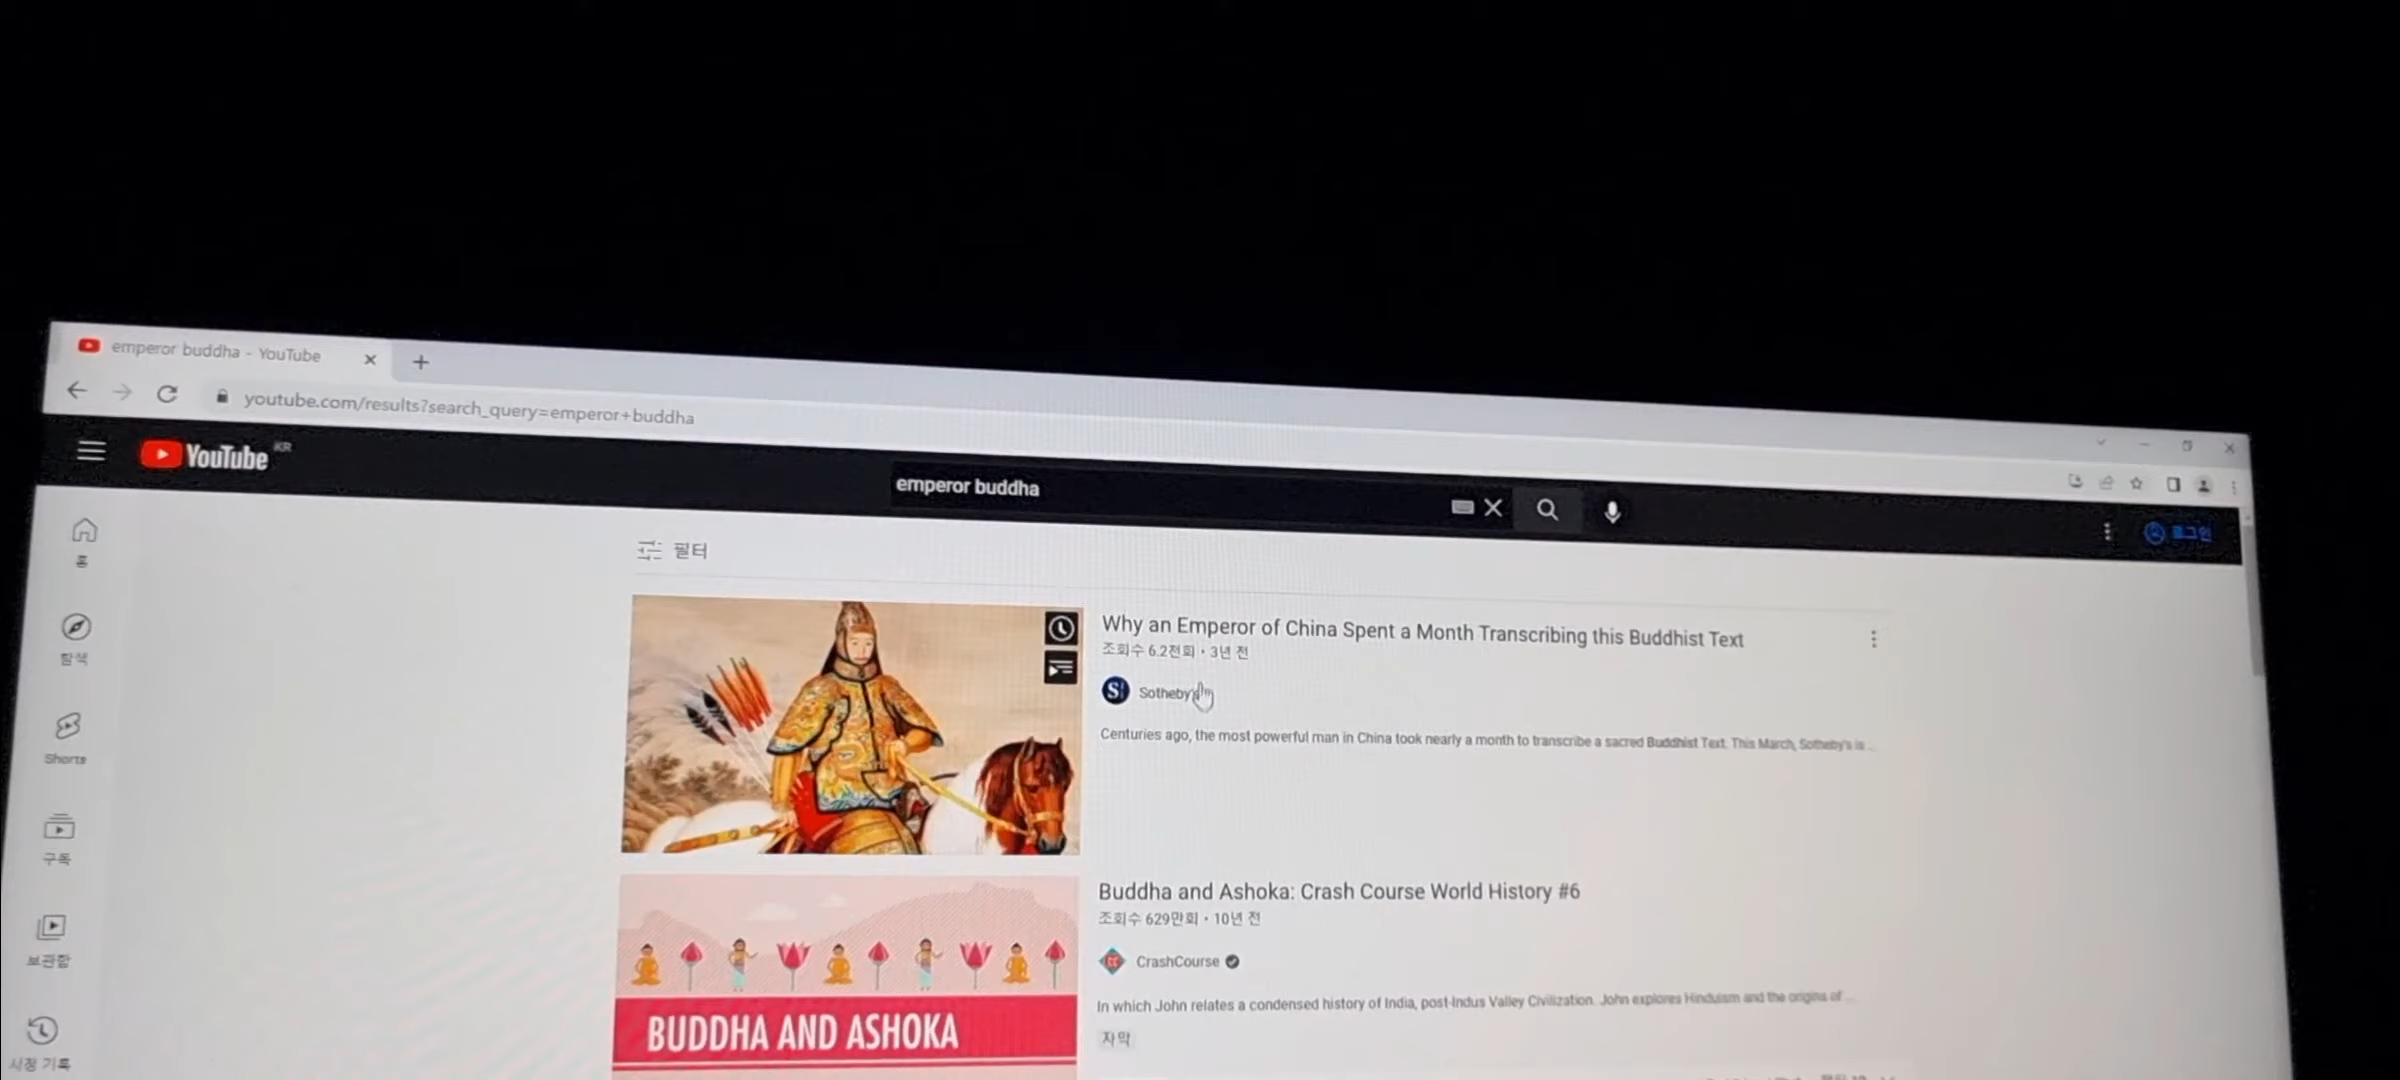 emperor buddha - YouTube
youtube.com/results?search_query=emperor+buddha
YouTube KR
emperor buddha
로그인
필터
홈
탐색
Shorts
구독
보관함
시청 기록
Why an Emperor of China Spent a Month Transcribing this Buddhist Text
조회수 6.2천회 • 3년 전
S Sotheby
Centuries ago, the most powerful man in China took nearly a month to transcribe a sacred Buddhist Text. This March, Sotheby's is ...
Buddha and Ashoka: Crash Course World History #6
조회수 629만회 • 10년 전
CrashCourse
In which John relates a condensed history of India, post-Indus Valley Civilization. John explores Hinduism and the origins of ...
자막
BUDDHA AND ASHOKA